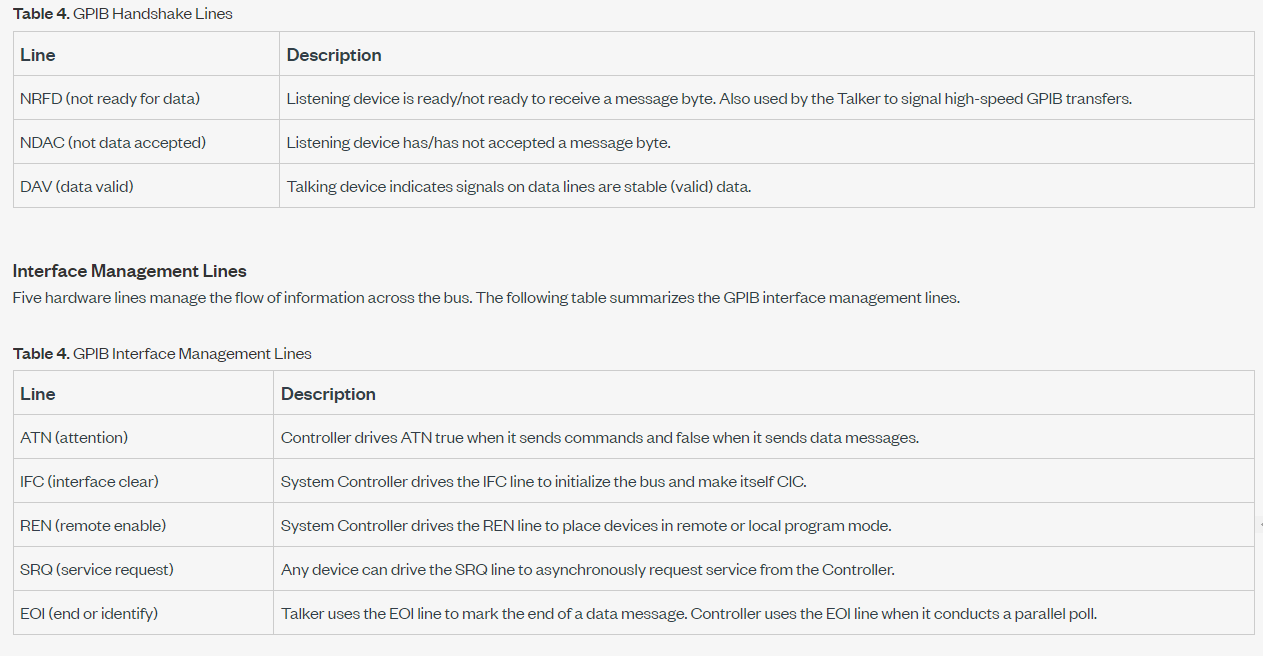 Table 4. GPIB Handshake Lines
Line Description
NRFD (not ready for data) Listening device is ready/not ready to receive a message byte. Also used by the Talker to signal high-speed GPIB transfers.
NDAC (not data accepted) Listening device has/has not accepted a message byte.
DAV (data valid) Talking device indicates signals on data lines are stable (valid) data.
Interface Management Lines
Five hardware lines manage the flow of information across the bus. The following table summarizes the GPIB interface management lines.
Table 4. GPIB Interface Management Lines
Line Description
ATN (attention) Controller drives ATN true when it sends commands and false when it sends data messages.
IFC (interface clear) System Controller drives the IFC line to initialize the bus and make itself CIC.
REN (remote enable) System Controller drives the REN line to place devices in remote or local program mode.
SRQ (service request) Any device can drive the SRQ line to asynchronously request service from the Controller.
EOI (end or identify) Talker uses the EOI line to mark the end of a data message. Controller uses the EOI line when it conducts a parallel poll.